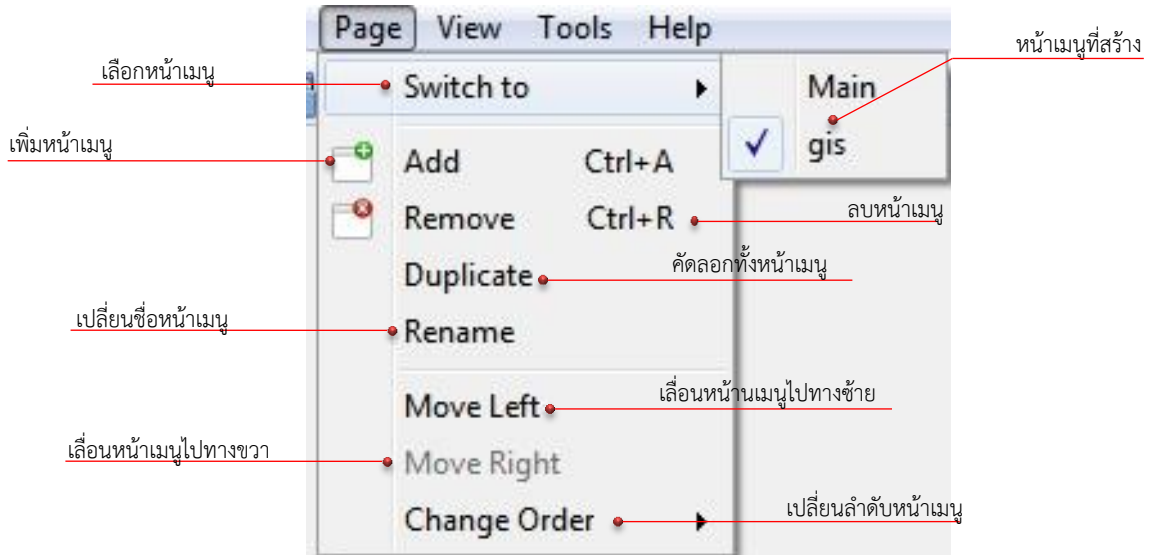 Page View Tools Help
หน้าเมนูที่สร้าง
เลือกหน้าเมนู
Switch to
Main
เพิ่มหน้าเมนู
Add Ctrl+A
gis
Remove Ctrl+R
ลบหน้าเมนู
Duplicate
คัดลอกทั้งหน้าเมนู
เปลี่ยนชื่อหน้าเมนู
Rename
Move Left
เลื่อนหน้านเมนูไปทางซ้าย
เลื่อนหน้าเมนูไปทางขวา
Move Right
Change Order
เปลี่ยนลำดับหน้าเมนู